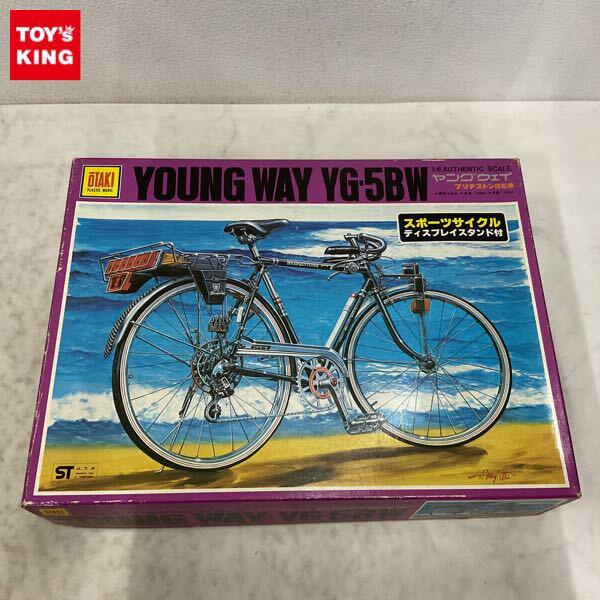 TOY's
KING
OTAKI
PLASTIC MODEL
YOUNG WAY YG·5BW
1:6 AUTHENTIC SCALE
ヤングウェイ
ブリヂストン自転車
スポーツサイクル
ディスプレイスタンド付
BRIDGESTONE
ST
J.T.A
YOUNG WAY YG·5BW